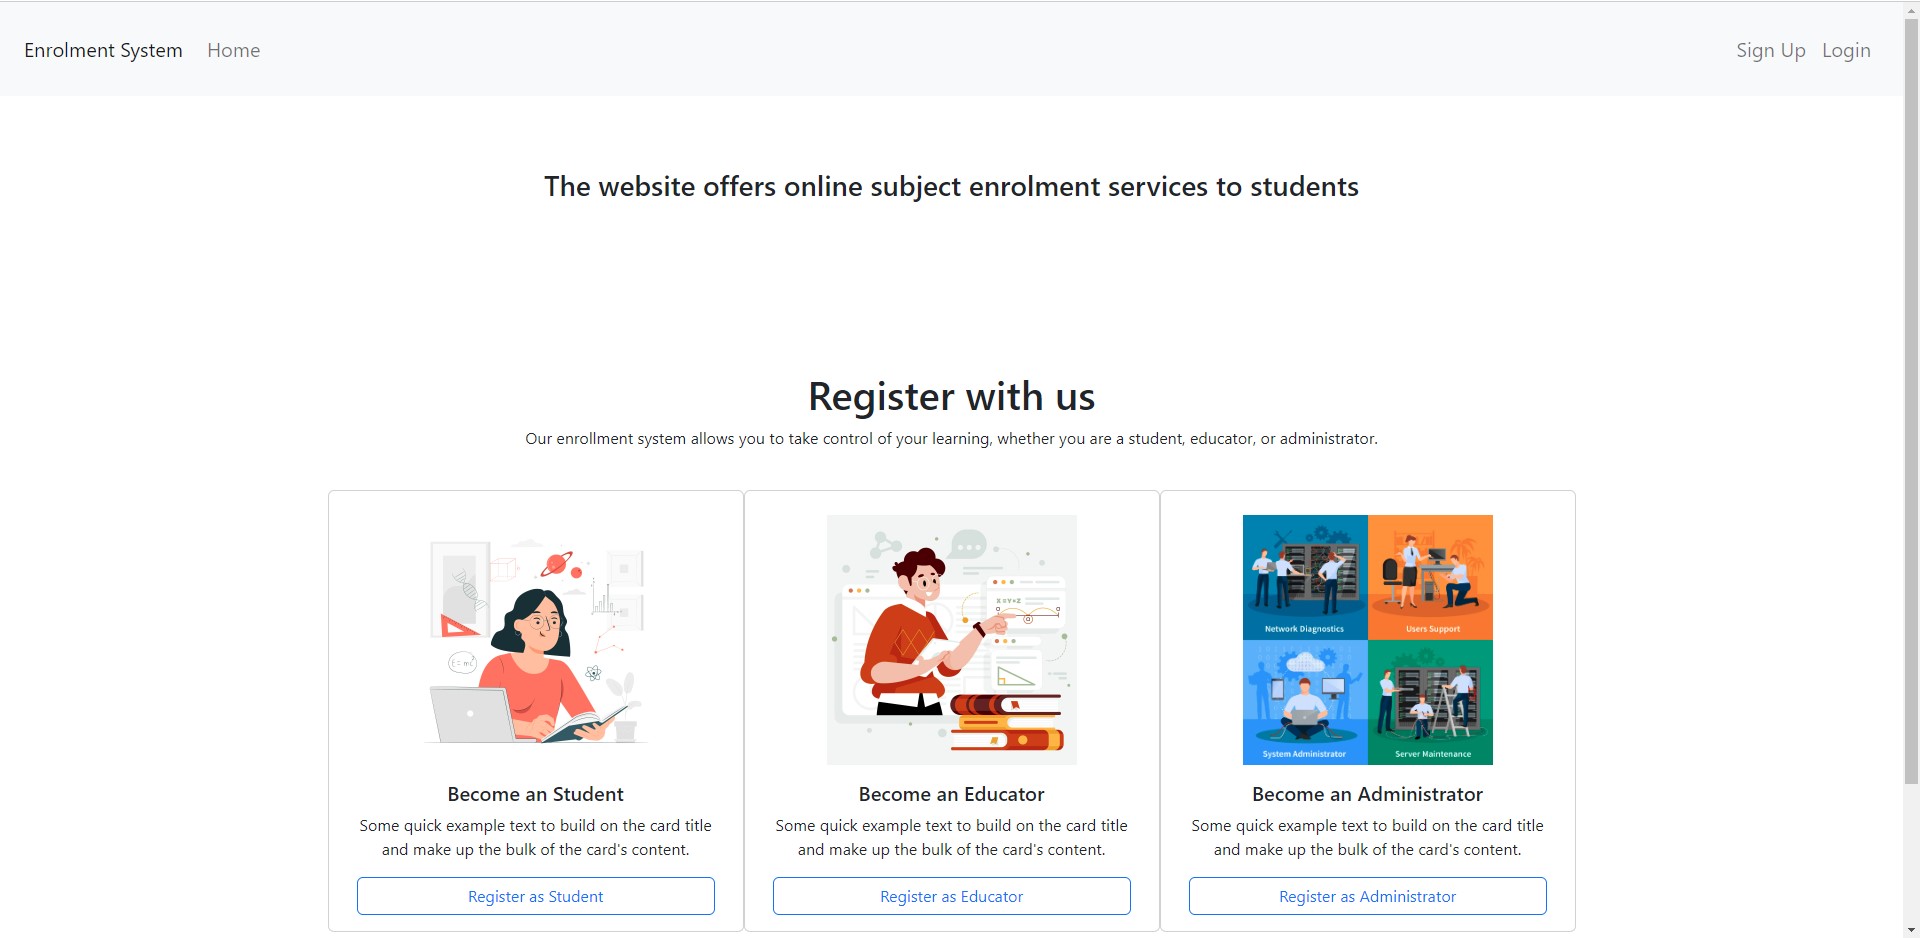 Enrolment System Home Sign Up Login
The website offers online subject enrolment services to students
Register with us
Our enrollment system allows you to take control of your learning, whether you are a student, educator, or administrator.
E = mc²
X=Y+Z
Network Diagnostics
Users Support
System Administrator
Server Maintenance
Become an Student
Some quick example text to build on the card title
and make up the bulk of the card's content.
Register as Student
Become an Educator
Some quick example text to build on the card title
and make up the bulk of the card's content.
Register as Educator
Become an Administrator
Some quick example text to build on the card title
and make up the bulk of the card's content.
Register as Administrator